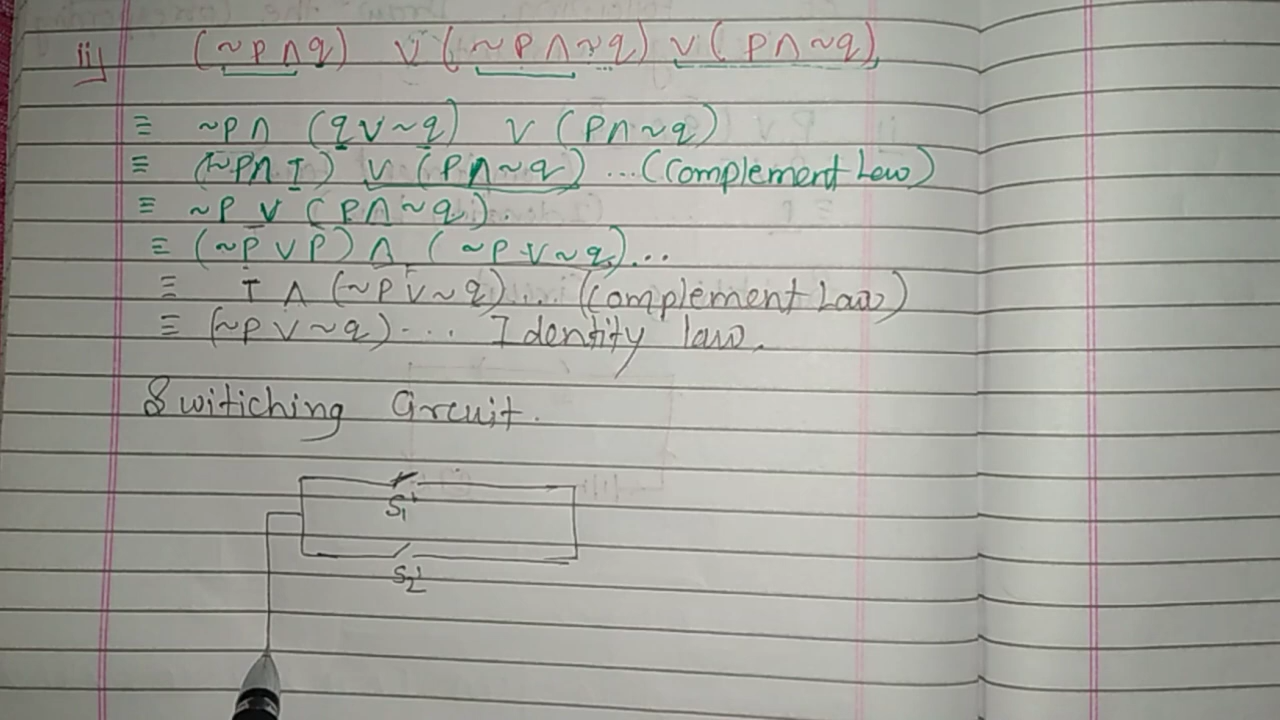 ii) (~p∧q) ∨ (~p∧~q) ∨ (p∧~q)
≡ ~p∧ (q∨~q) ∨ (p∧~q)
≡ (~p∧T) ∨ (p∧~q) ...(Complement Law)
≡ ~p ∨ (p∧~q).
≡ (~p∨p) ∧ (~p∨~q)...
≡ T ∧ (~p∨~q)... (Complement Law)
≡ (~p∨~q)... Identity law.
Switiching Circuit.
S₁'
S₂'